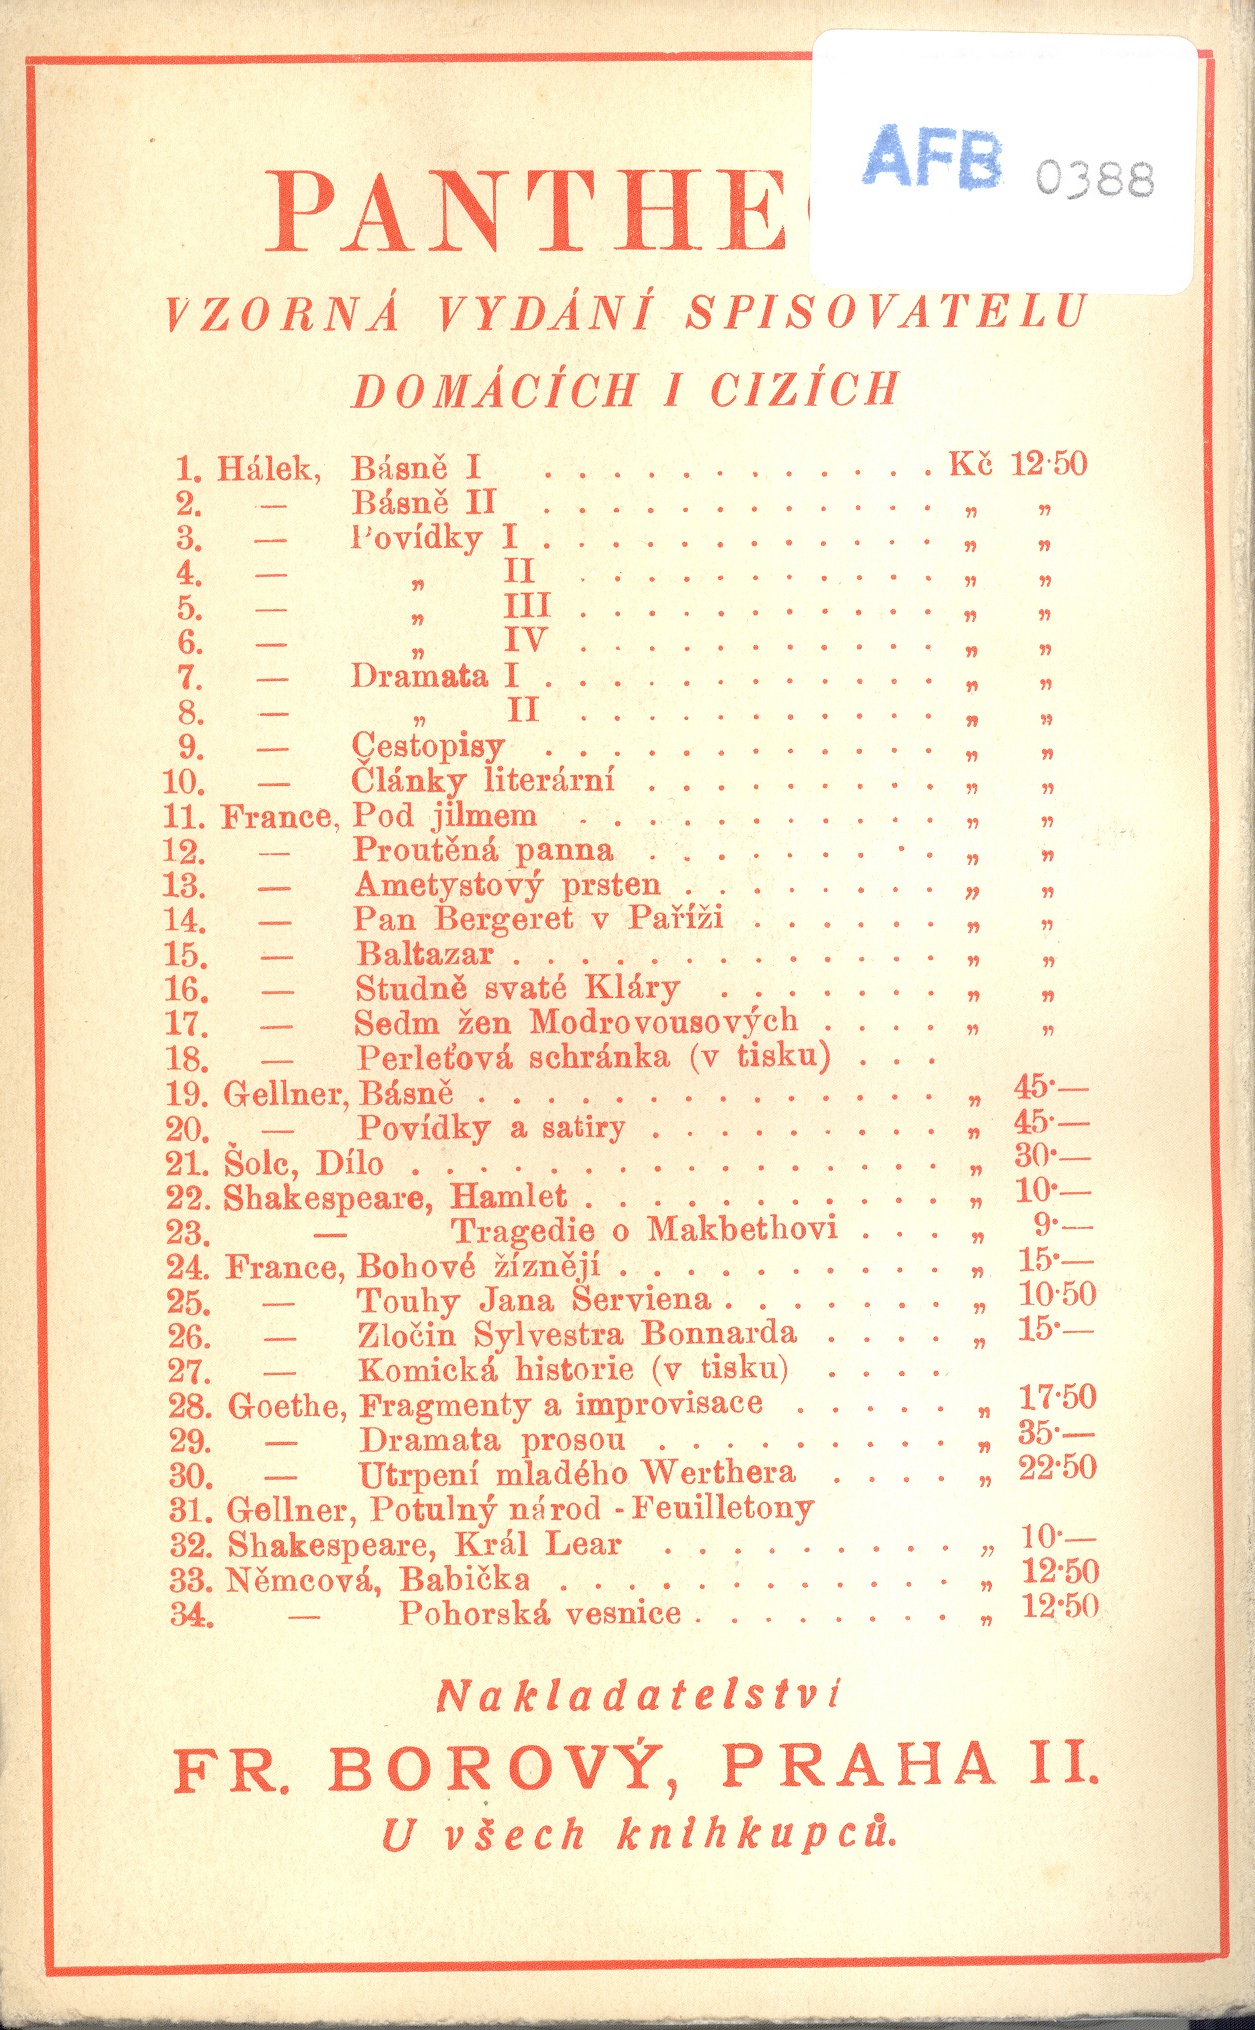 AFB 0388
VZORNÁ VYDÁNÍ SPISOVATELU
DOMÁCÍCH I CIZÍCH
1. Hálek, Básně I . . . . . . . . . . . . Kč 12·50
2. — Básně II . . . . . . . . . . . . „ „
3. — Povídky I . . . . . . . . . . . . „ „
4. — „ II . . . . . . . . . . . „ „
5. — „ III . . . . . . . . . . . „ „
6. — „ IV . . . . . . . . . . . „ „
7. — Dramata I . . . . . . . . . . . . „ „
8. — „ II . . . . . . . . . . . „ „
9. — Cestopisy . . . . . . . . . . . . „ „
10. — Články literární . . . . . . . . . „ „
11. France, Pod jilmem . . . . . . . . . . . „ „
12. — Proutěná panna . . . . . . . . . „ „
13. — Ametystový prsten . . . . . . . . „ „
14. — Pan Bergeret v Paříži . . . . . . „ „
15. — Baltazar . . . . . . . . . . . . . „ „
16. — Studně svaté Kláry . . . . . . . „ „
17. — Sedm žen Modrovousových . . . . „ „
18. — Perleťová schránka (v tisku) . . .
19. Gellner, Básně . . . . . . . . . . . . . . „ 45·—
20. — Povídky a satiry . . . . . . . . . „ 45·—
21. Šolc, Dílo . . . . . . . . . . . . . . . . „ 30·—
22. Shakespeare, Hamlet . . . . . . . . . . . „ 10·—
23. — Tragedie o Makbethovi . . . „ 9·—
24. France, Bohové žíznějí . . . . . . . . . . „ 15·—
25. — Touhy Jana Serviena . . . . . . . „ 10·50
26. — Zločin Sylvestra Bonnarda . . . . „ 15·—
27. — Komická historie (v tisku) . . . .
28. Goethe, Fragmenty a improvisace . . . . . „ 17·50
29. — Dramata prosou . . . . . . . . . „ 35·—
30. — Utrpení mladého Werthera . . . . „ 22·50
31. Gellner, Potulný národ - Feuilletony
32. Shakespeare, Král Lear . . . . . . . . . „ 10·—
33. Němcová, Babička . . . . . . . . . . . . „ 12·50
34. — Pohorská vesnice . . . . . . . . „ 12·50
Nakladatelství
FR. BOROVÝ, PRAHA II.
U všech knihkupců.